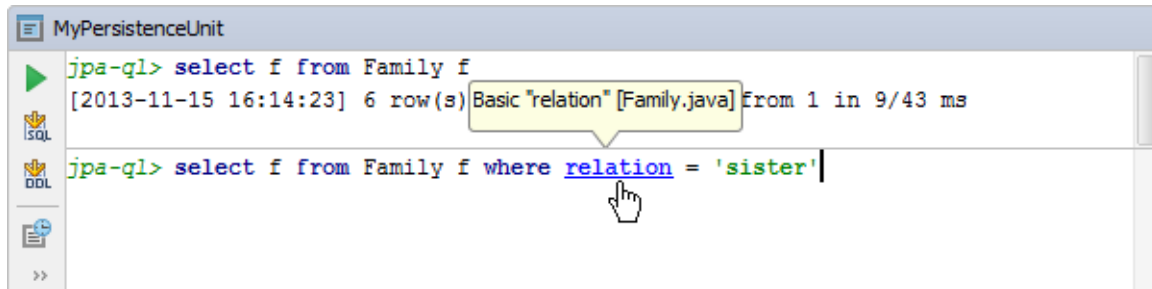 MyPersistenceUnit
jpa-ql> select f from Family f
[2013-11-15 16:14:23] 6 row(s) Basic "relation" [Family.java] from 1 in 9/43 ms
SQL
jpa-ql> select f from Family f where relation = 'sister'
DDL
>>